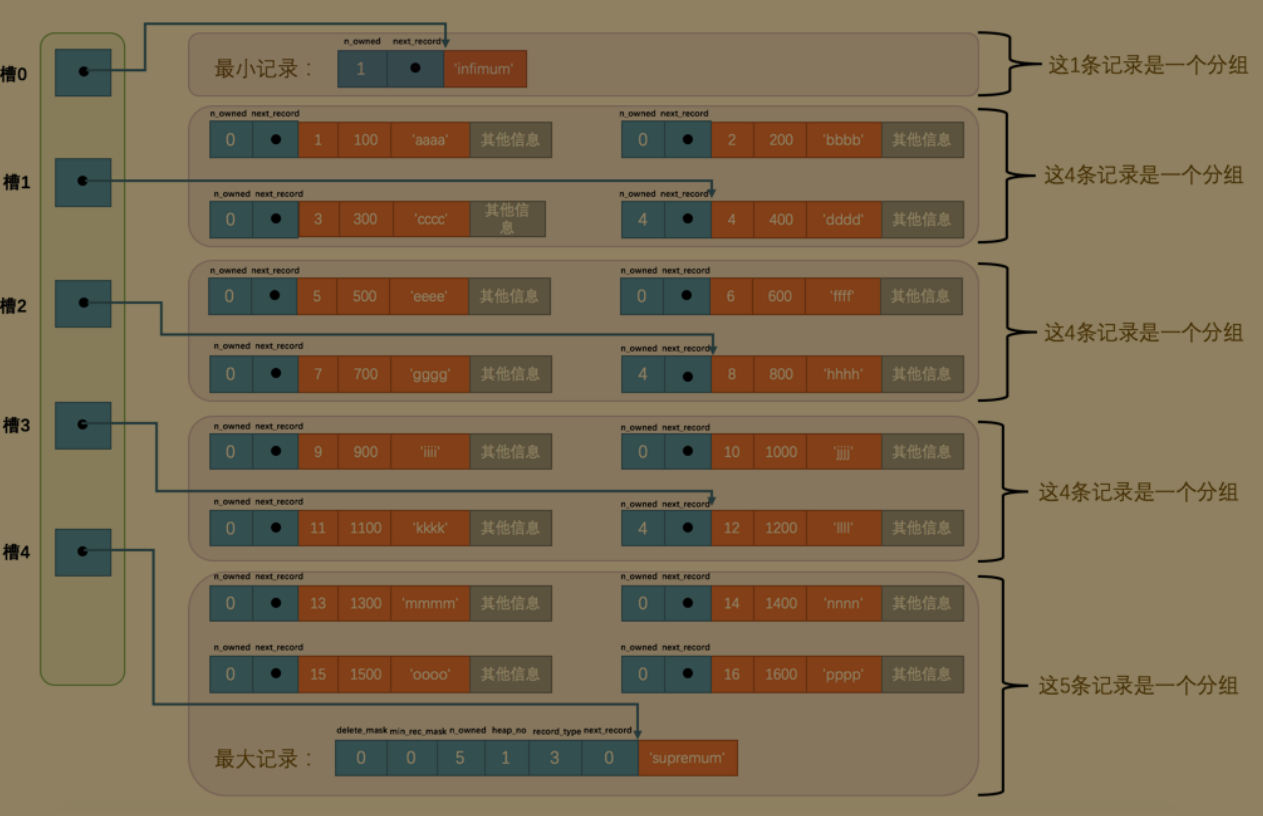 n_owned next_record
槽0
最小记录：
1
'infimum'
这1条记录是一个分组
n_owned next_record
n_owned next_record
0 1 100 'aaaa' 其他信息
0 2 200 'bbbb' 其他信息
槽1
这4条记录是一个分组
n_owned next_record
n_owned next_record
0 3 300 'cccc' 其他信
息
4 4 400 'dddd' 其他信息
n_owned next_record
n_owned next_record
0 5 500 'eeee' 其他信息
0 6 600 'ffff' 其他信息
槽2
这4条记录是一个分组
n_owned next_record
n_owned next_record
0 7 700 'gggg' 其他信息
4 8 800 'hhhh' 其他信息
槽3
n_owned next_record
n_owned next_record
0 9 900 'iiii' 其他信息
0 10 1000 'jjjj' 其他信息
这4条记录是一个分组
n_owned next_record
n_owned next_record
0 11 1100 'kkkk' 其他信息
4 12 1200 'llll' 其他信息
槽4
n_owned next_record
n_owned next_record
0 13 1300 'mmmm' 其他信息
0 14 1400 'nnnn' 其他信息
n_owned next_record
n_owned next_record
0 15 1500 'oooo' 其他信息
0 16 1600 'pppp' 其他信息
这5条记录是一个分组
delete_mask min_rec_mask n_owned heap_no record_type next_record
最大记录：
0 0 5 1 3 0 'supremum'